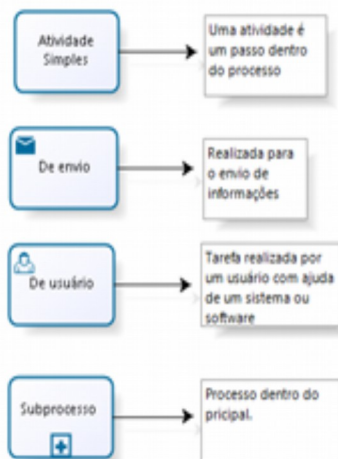 Atividade
Simples
Uma atividade é
um passo dentro
do processo
De envio
Realizada para
o envio de
informações
De usuário
Tarefa realizada por
um usuário com ajuda
de um sistema ou
software
Subprocesso
Processo dentro do
pricipal.